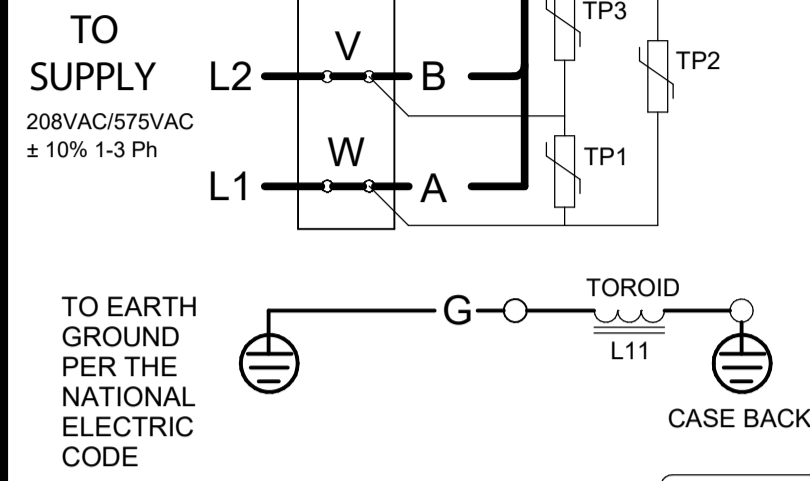 TO
SUPPLY
208VAC/575VAC
± 10% 1-3 Ph
TP3
V
L2
B
TP2
W
TP1
L1
A
TO EARTH
GROUND
PER THE
NATIONAL
ELECTRIC
CODE
G
TOROID
L11
CASE BACK